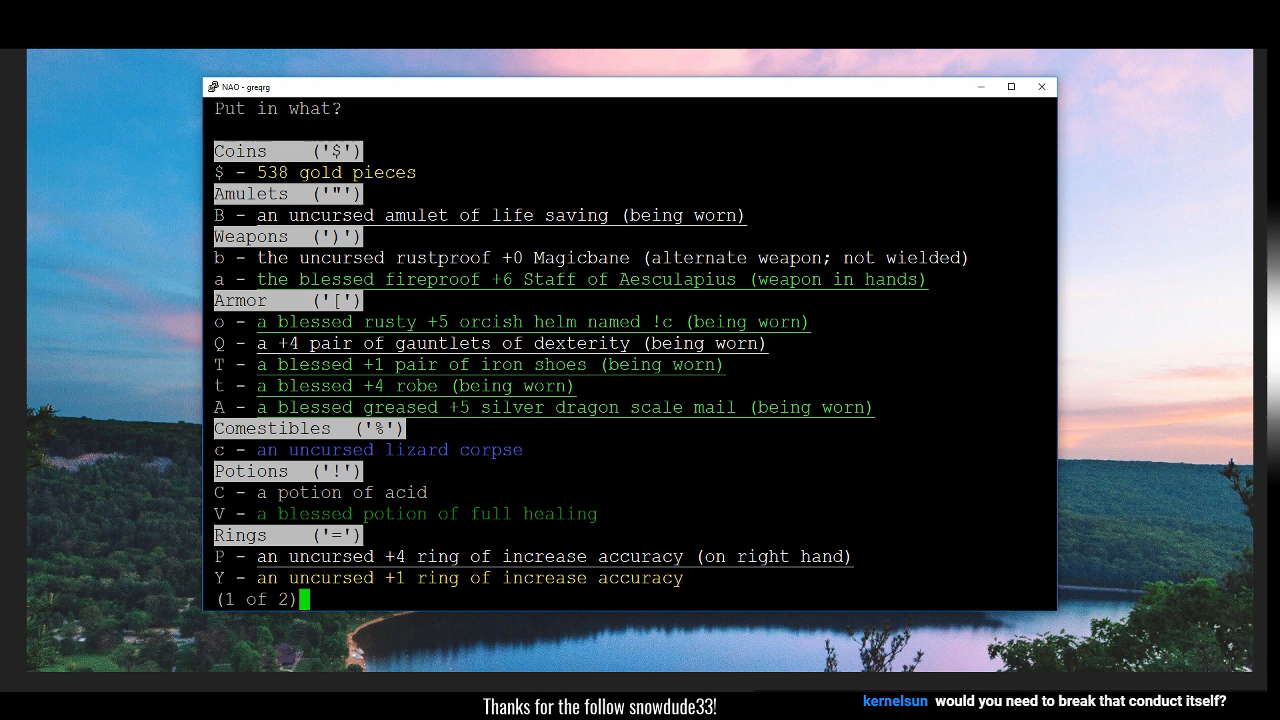 NAO - greqrg
Put in what?
Coins ('$')
$ - 538 gold pieces
Amulets ('"')
B - an uncursed amulet of life saving (being worn)
Weapons (')')
b - the uncursed rustproof +0 Magicbane (alternate weapon; not wielded)
a - the blessed fireproof +6 Staff of Aesculapius (weapon in hands)
Armor ('[')
o - a blessed rusty +5 orcish helm named !c (being worn)
Q - a +4 pair of gauntlets of dexterity (being worn)
T - a blessed +1 pair of iron shoes (being worn)
t - a blessed +4 robe (being worn)
A - a blessed greased +5 silver dragon scale mail (being worn)
Comestibles ('%')
c - an uncursed lizard corpse
Potions ('!')
C - a potion of acid
V - a blessed potion of full healing
Rings ('=')
P - an uncursed +4 ring of increase accuracy (on right hand)
Y - an uncursed +1 ring of increase accuracy
(1 of 2)
kernelsun would you need to break that conduct itself?
Thanks for the follow snowdude33!